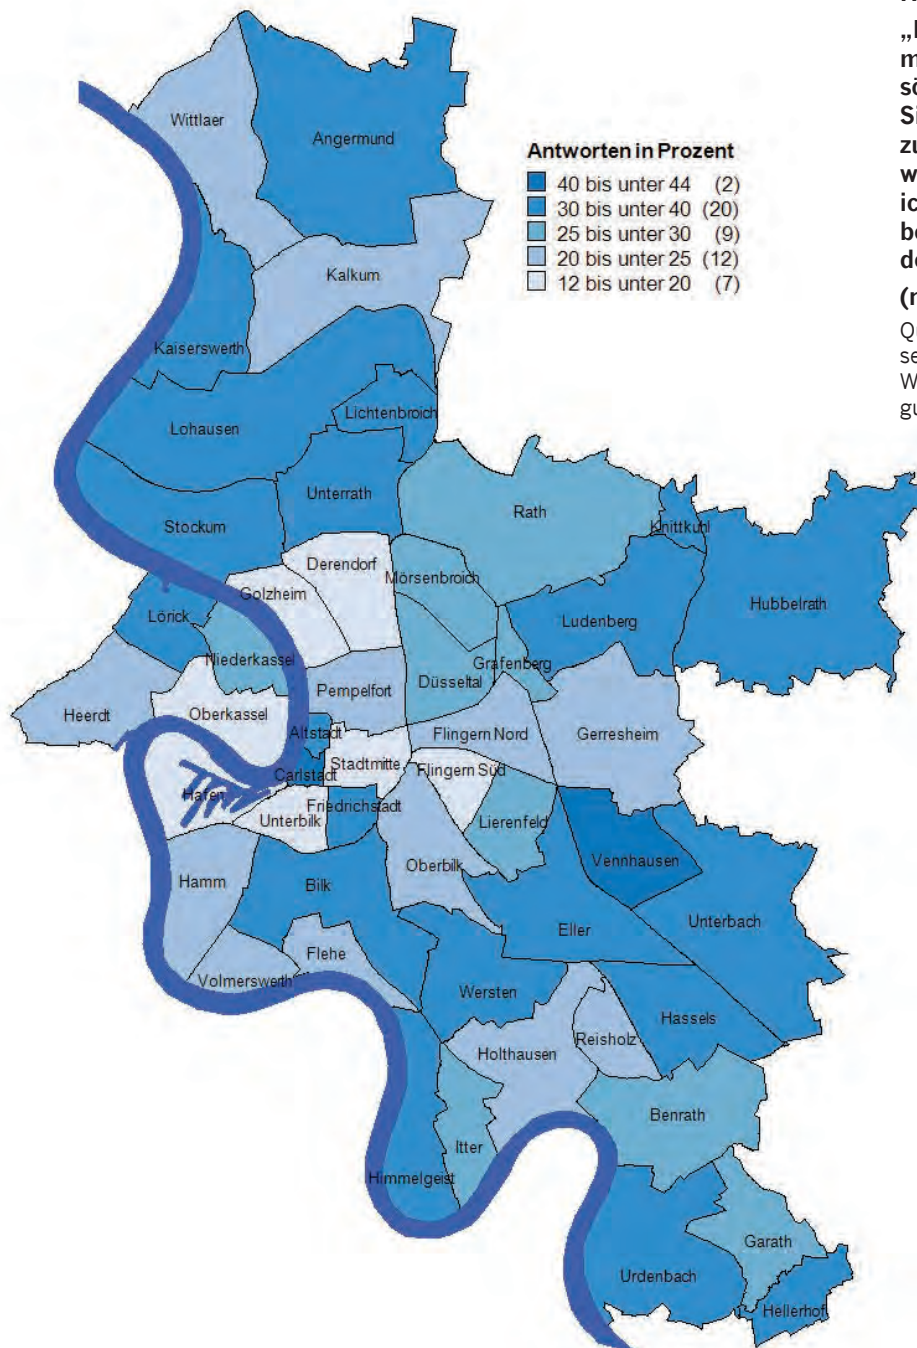 Wittlaer
Angermund
Antworten in Prozent
40 bis unter 44 (2)
30 bis unter 40 (20)
25 bis unter 30 (9)
20 bis unter 25 (12)
12 bis unter 20 (7)
Kalkum
Kaiserswerth
Lichtenbroich
Lohausen
Unterrath
Rath
Stockum
Knittkuhl
Derendorf
Mörsenbroich
Golzheim
Hubbelrath
Lörick
Ludenberg
Niederkassel
Grafenberg
Düsseltal
Pempelfort
Heerdt
Oberkassel
Altstadt
Flingern Nord
Gerresheim
Stadtmitte
Flingern Süd
Carlstadt
Hafen
Friedrichstadt
Unterbilk
Lierenfeld
Vennhausen
Oberbilk
Hamm
Bilk
Unterbach
Eller
Flehe
Volmerswerth
Wersten
Hassels
Reisholz
Holthausen
Benrath
Itter
Himmelgeist
Garath
Urdenbach
Hellerhof